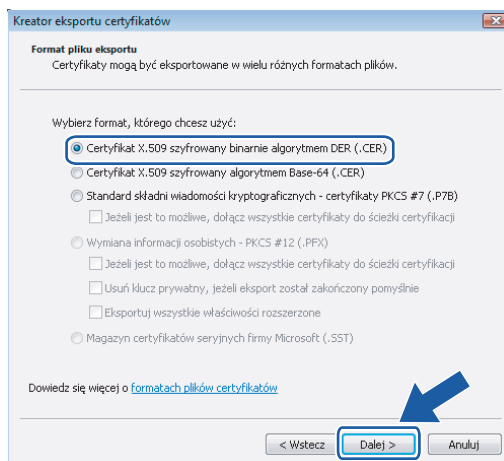 Kreator eksportu certyfikatów
Format pliku eksportu
Certyfikaty mogą być eksportowane w wielu różnych formatach plików.
Wybierz format, którego chcesz użyć:
Certyfikat X.509 szyfrowany binarnie algorytmem DER (.CER)
Certyfikat X.509 szyfrowany algorytmem Base-64 (.CER)
Standard składni wiadomości kryptograficznych - certyfikaty PKCS #7 (.P7B)
Jeżeli jest to możliwe, dołącz wszystkie certyfikaty do ścieżki certyfikacji
Wymiana informacji osobistych - PKCS #12 (.PFX)
Jeżeli jest to możliwe, dołącz wszystkie certyfikaty do ścieżki certyfikacji
Usuń klucz prywatny, jeżeli eksport został zakończony pomyślnie
Eksportuj wszystkie właściwości rozszerzone
Magazyn certyfikatów seryjnych firmy Microsoft (.SST)
Dowiedz się więcej o formatach plików certyfikatów
< Wstecz Dalej > Anuluj